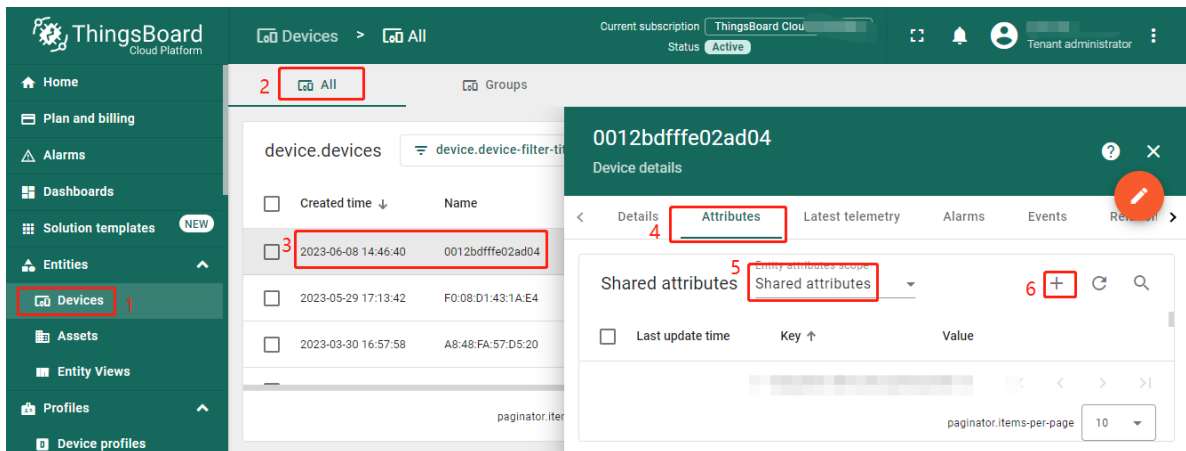 ThingsBoard
Cloud Platform
Devices > All
Current subscription ThingsBoard Clou
Status Active
Tenant administrator
Home
Plan and billing
Alarms
Dashboards
Solution templates NEW
Entities
Devices 1
Assets
Entity Views
Profiles
Device profiles
2 All
Groups
device.devices
device.device-filter-tit
Created time ↓ Name
3 2023-06-08 14:46:40 0012bdfffe02ad04
2023-05-29 17:13:42 F0:08:D1:43:1A:E4
2023-03-30 16:57:58 A8:48:FA:57:D5:20
paginator.iter
0012bdfffe02ad04
Device details
Details Attributes Latest telemetry Alarms Events
4
5 Entity attributes scope
Shared attributes Shared attributes 6 +
Last update time Key ↑ Value
paginator.items-per-page 10